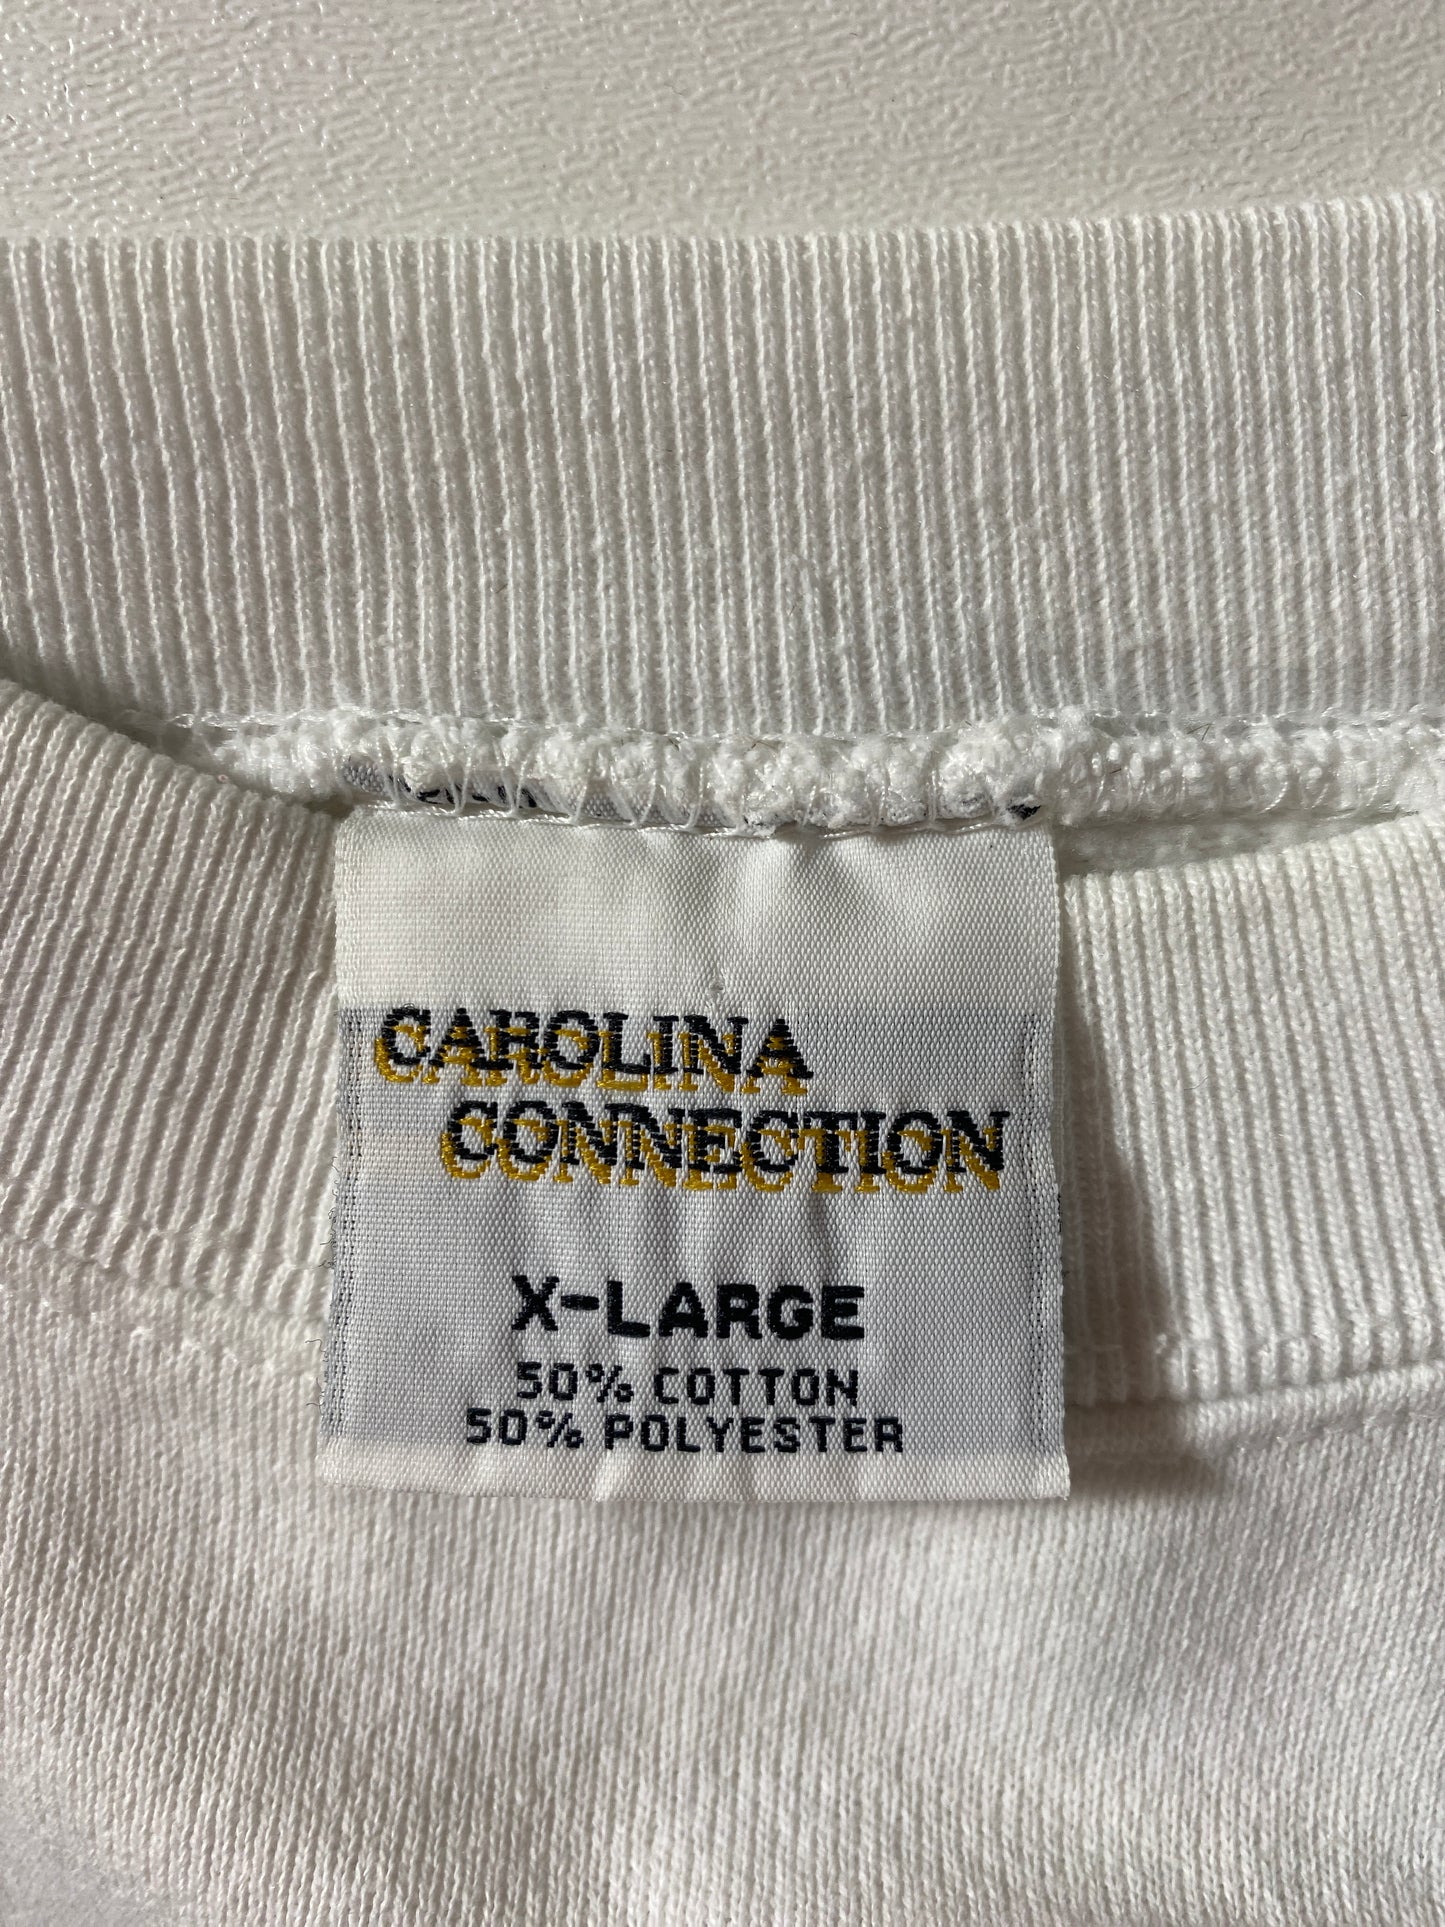 CAROLINA
CONNECTION
X-LARGE
50% COTTON
50% POLYESTER